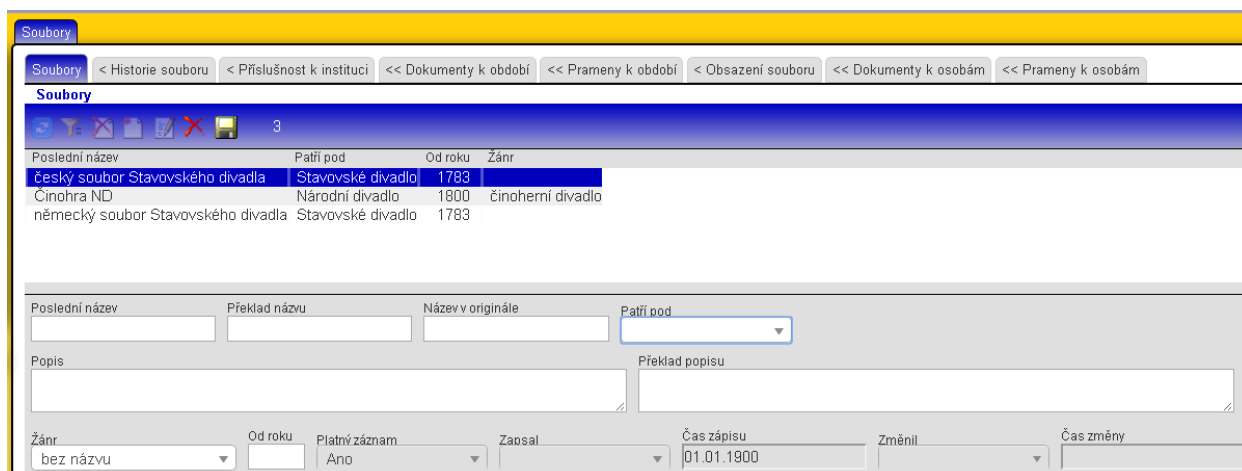 Soubory
Soubory < Historie souboru < Příslušnost k instituci << Dokumenty k období << Prameny k období < Obsazení souboru << Dokumenty k osobám << Prameny k osobám
Soubory
3
Poslední název Patří pod Od roku Žánr
český soubor Stavovského divadla Stavovské divadlo 1783
Činohra ND Národní divadlo 1800 činoherní divadlo
německý soubor Stavovského divadla Stavovské divadlo 1783
Poslední název Překlad názvu Název v originále Patří pod
Popis Překlad popisu
Žánr Od roku Platný záznam Zapsal Čas zápisu Změnil Čas změny
bez názvu Ano 01.01.1900